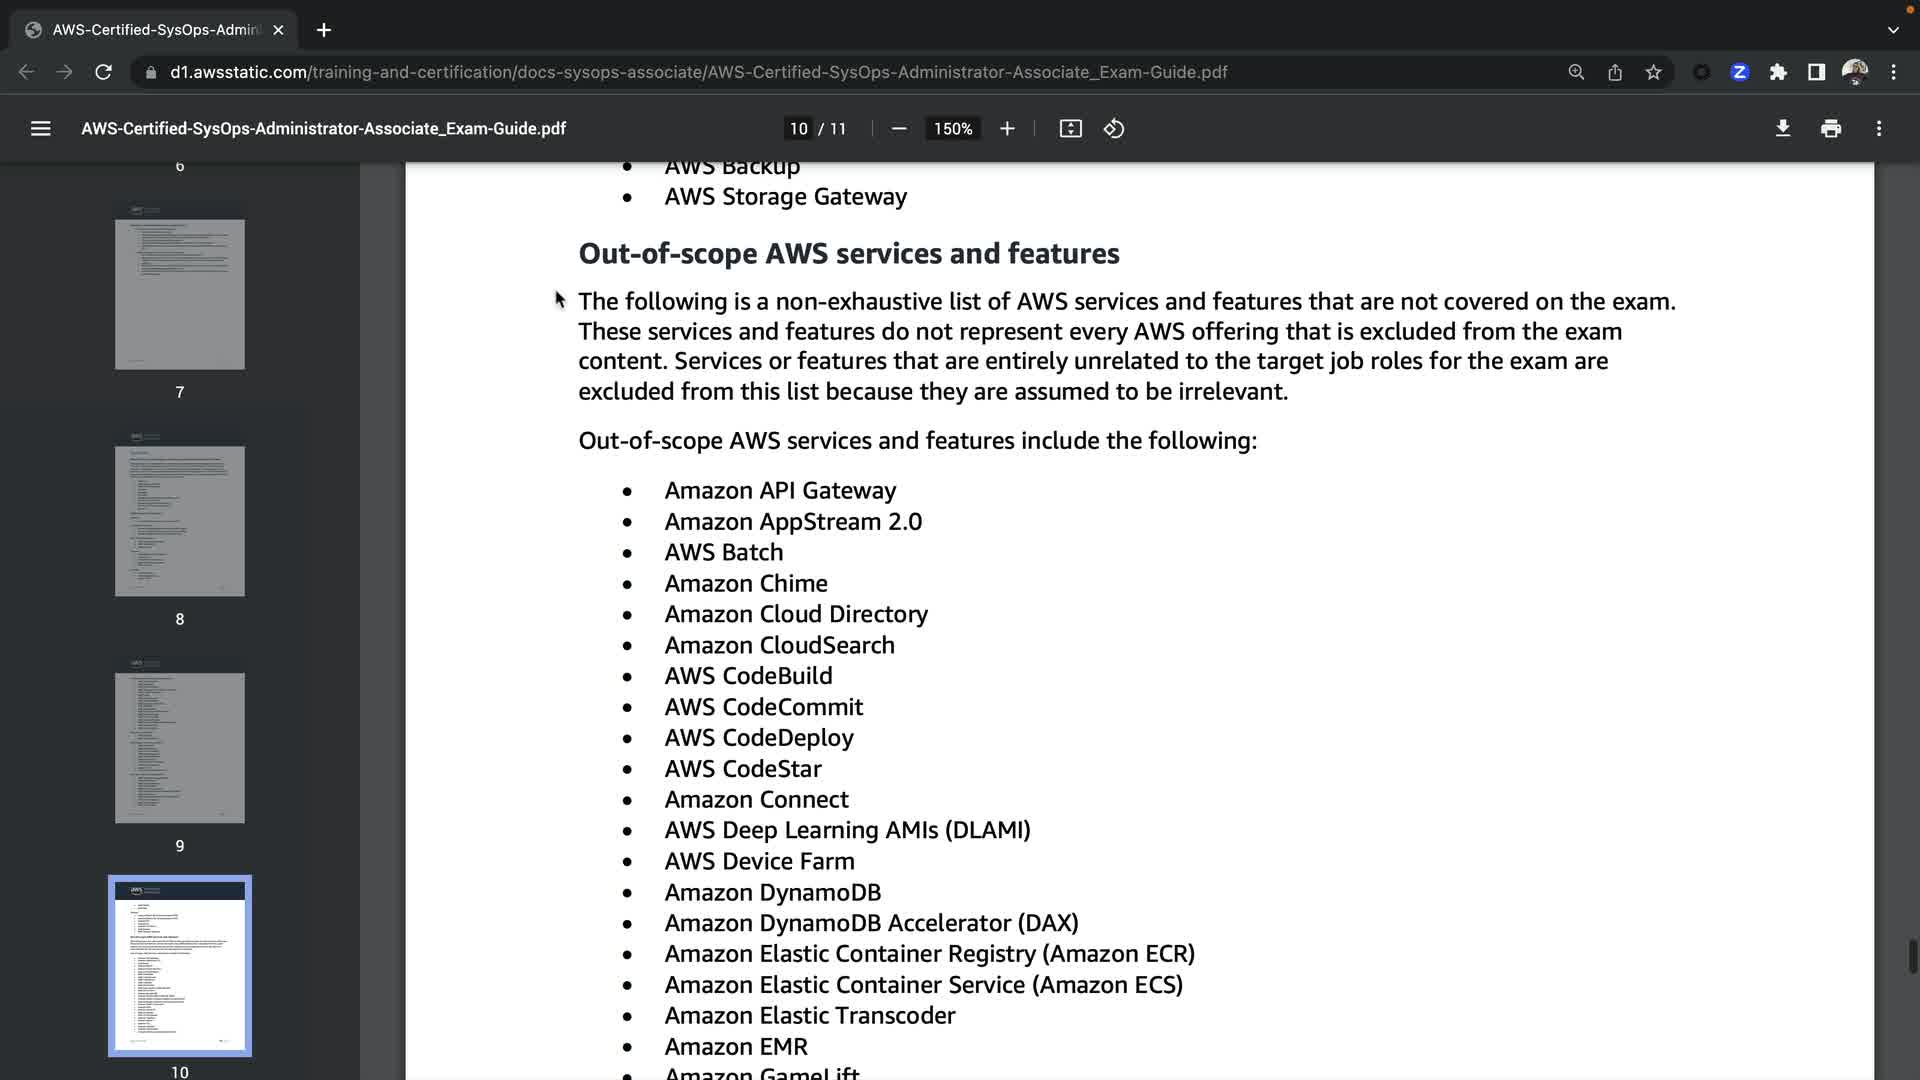 AWS-Certified-SysOps-Admin
d1.awsstatic.com/training-and-certification/docs-sysops-associate/AWS-Certified-SysOps-Administrator-Associate_Exam-Guide.pdf
Z
AWS-Certified-SysOps-Administrator-Associate_Exam-Guide.pdf
10 / 11
150%
6
7
8
9
10
AWS Backup
• AWS Storage Gateway
Out-of-scope AWS services and features
The following is a non-exhaustive list of AWS services and features that are not covered on the exam.
These services and features do not represent every AWS offering that is excluded from the exam
content. Services or features that are entirely unrelated to the target job roles for the exam are
excluded from this list because they are assumed to be irrelevant.
Out-of-scope AWS services and features include the following:
• Amazon API Gateway
• Amazon AppStream 2.0
• AWS Batch
• Amazon Chime
• Amazon Cloud Directory
• Amazon CloudSearch
• AWS CodeBuild
• AWS CodeCommit
• AWS CodeDeploy
• AWS CodeStar
• Amazon Connect
• AWS Deep Learning AMIs (DLAMI)
• AWS Device Farm
• Amazon DynamoDB
• Amazon DynamoDB Accelerator (DAX)
• Amazon Elastic Container Registry (Amazon ECR)
• Amazon Elastic Container Service (Amazon ECS)
• Amazon Elastic Transcoder
• Amazon EMR
• Amazon GameLift